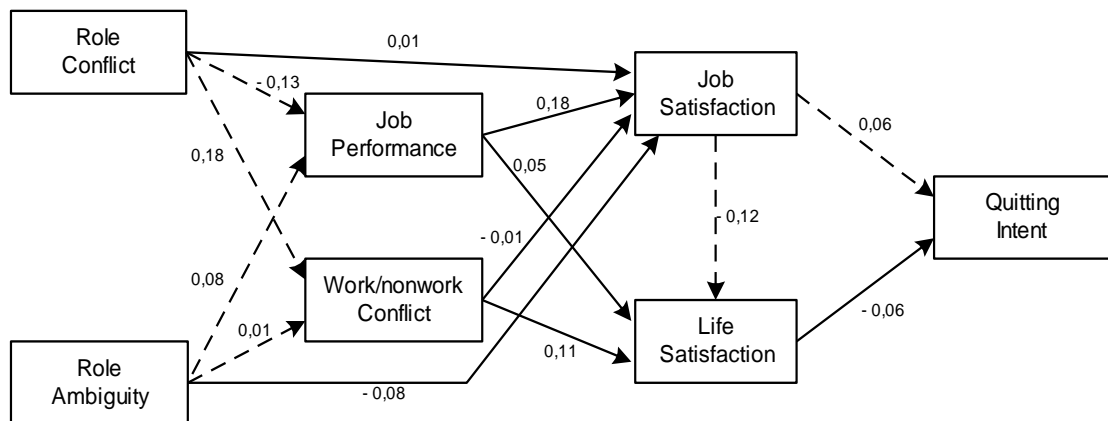 Role
Conflict
0,01
- 0,13
Job
Satisfaction
0,18
Job
Performance
0,06
0,18
0,05
Quitting
Intent
- 0,12
- 0,01
0,08
Work/nonwork
Conflict
0,01
Life
Satisfaction
- 0,06
0,11
Role
Ambiguity
- 0,08